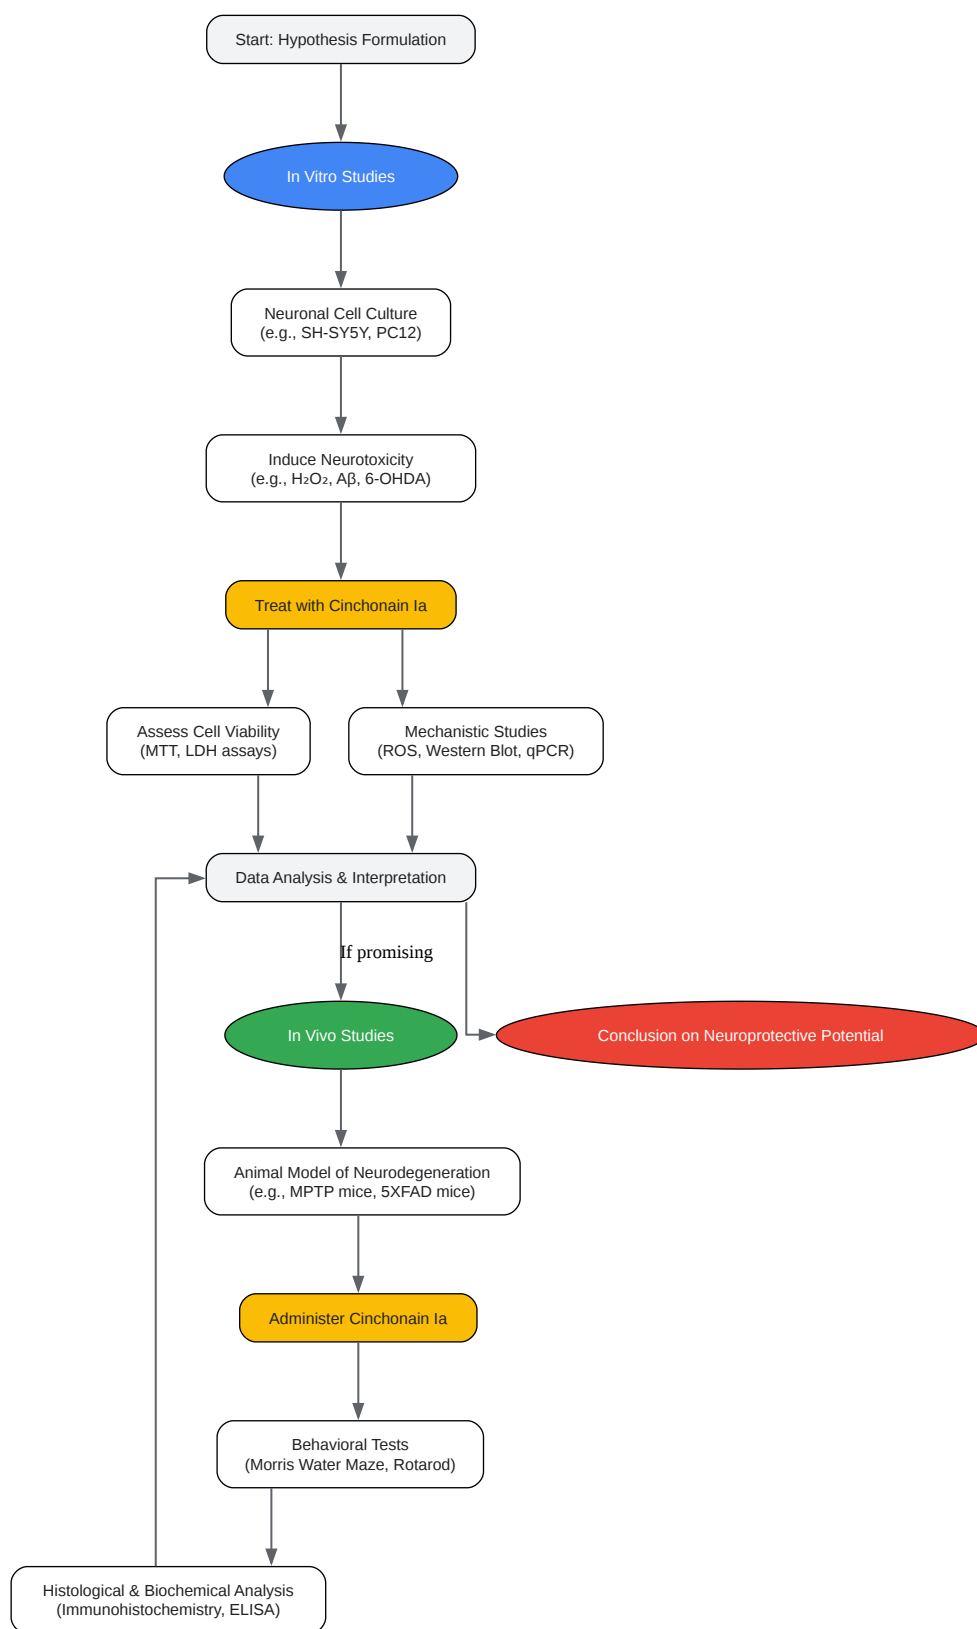 Start: Hypothesis Formulation
In Vitro Studies
Neuronal Cell Culture
(e.g., SH-SY5Y, PC12)
Induce Neurotoxicity
(e.g., H₂O₂, Aβ, 6-OHDA)
Treat with Cinchonain Ia
Assess Cell Viability
(MTT, LDH assays)
Mechanistic Studies
(ROS, Western Blot, qPCR)
Data Analysis & Interpretation
If promising
In Vivo Studies
Conclusion on Neuroprotective Potential
Animal Model of Neurodegeneration
(e.g., MPTP mice, 5XFAD mice)
Administer Cinchonain Ia
Behavioral Tests
(Morris Water Maze, Rotarod)
Histological & Biochemical Analysis
(Immunohistochemistry, ELISA)